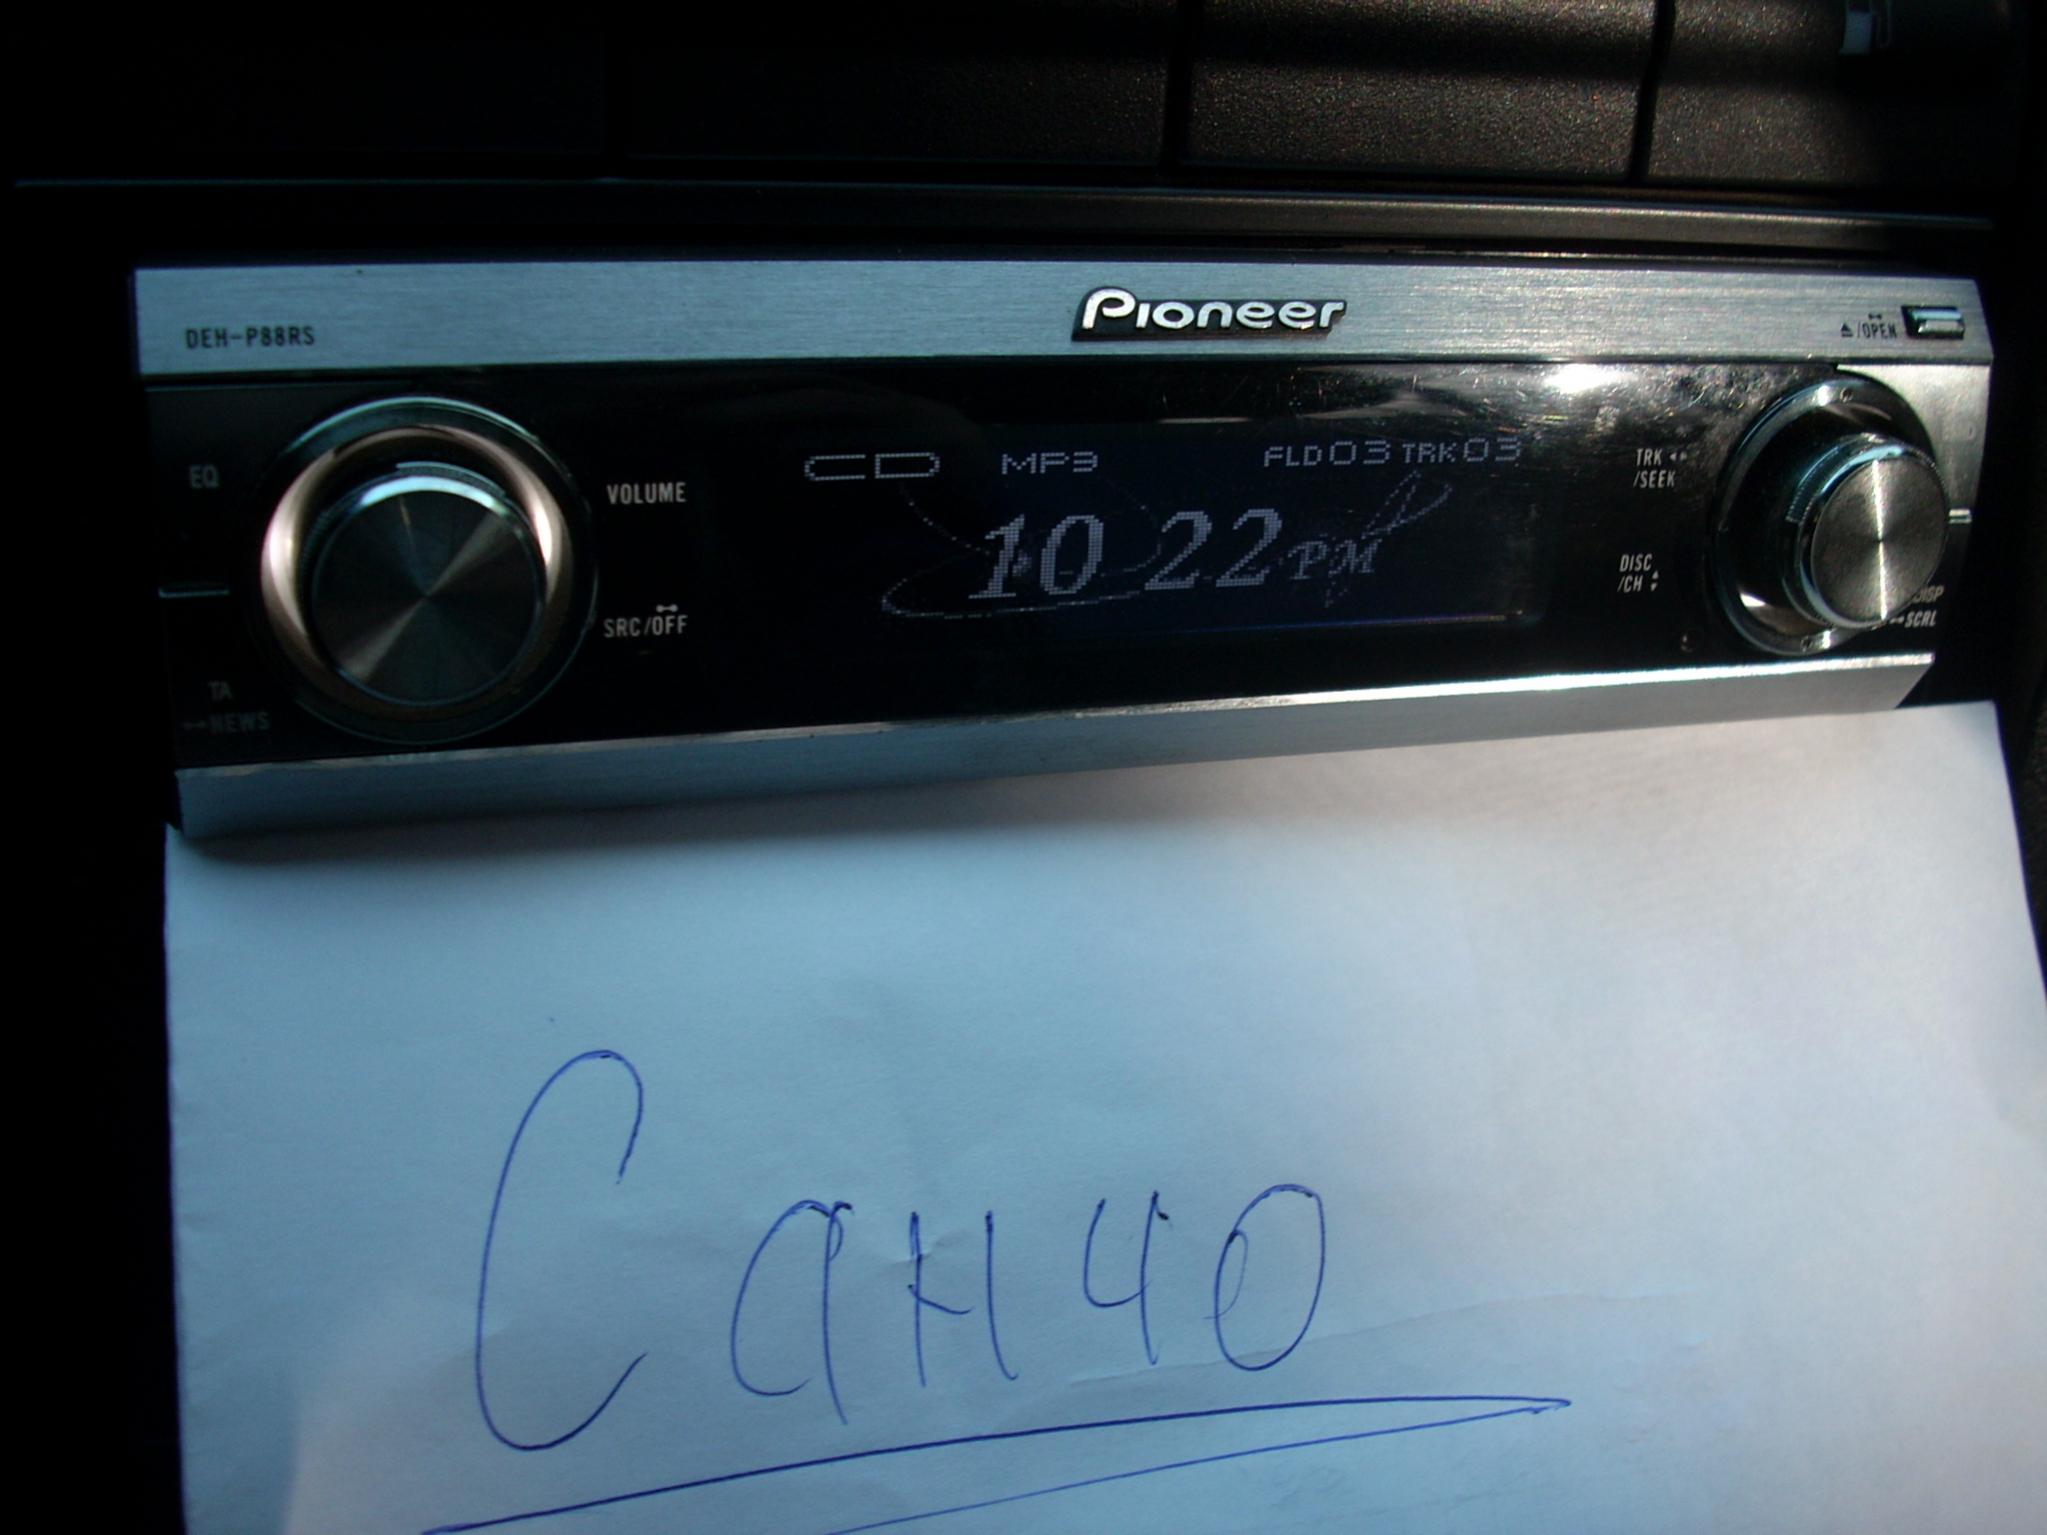 Pioneer
DEH-P88RS
/OPEN
EQ
VOLUME
CD MP3 FLD 03 TRK 03
TRK
/SEEK
10 22 PM
DISC
/CH
SRC/OFF
DISP
SCRL
TA
NEWS
Санчо